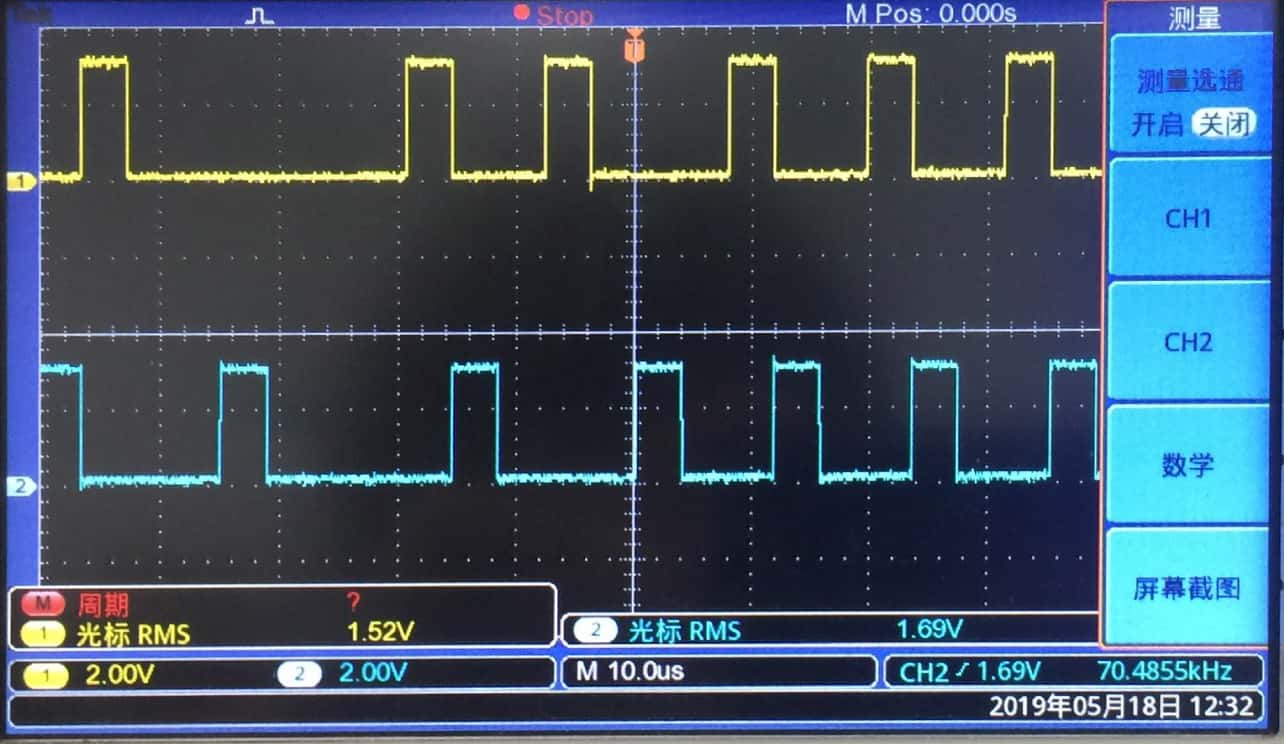 Stop M Pos: 0.000s 测量
T
测量选通
开启 关闭
1
CH1
CH2
2
数学
屏幕截图
M 周期 ?
1 光标 RMS 1.52V
2 光标 RMS 1.69V
1 2.00V 2 2.00V M 10.0us CH2 1.69V 70.4855kHz
2019年05月18日 12:32